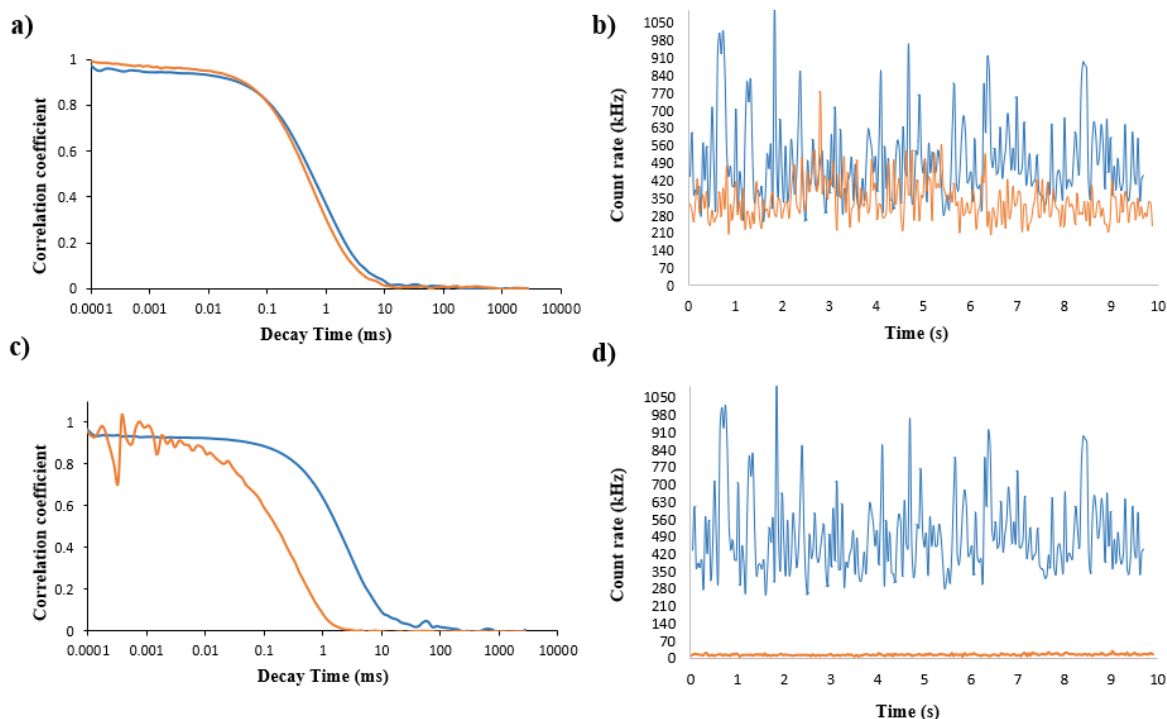 a)
Correlation coefficient
1
0.8
0.6
0.4
0.2
0
0.0001 0.001 0.01 0.1 1 10 100 1000 10000
Decay Time (ms)
b)
Count rate (kHz)
1050
980
910
840
770
700
630
560
490
420
350
280
210
140
70
0
0 1 2 3 4 5 6 7 8 9 10
Time (s)
c)
Correlation coefficient
1
0.8
0.6
0.4
0.2
0
0.0001 0.001 0.01 0.1 1 10 100 1000 10000
Decay Time (ms)
d)
Count rate (kHz)
1050
980
910
840
770
700
630
560
490
420
350
280
210
140
70
0
0 1 2 3 4 5 6 7 8 9 10
Time (s)